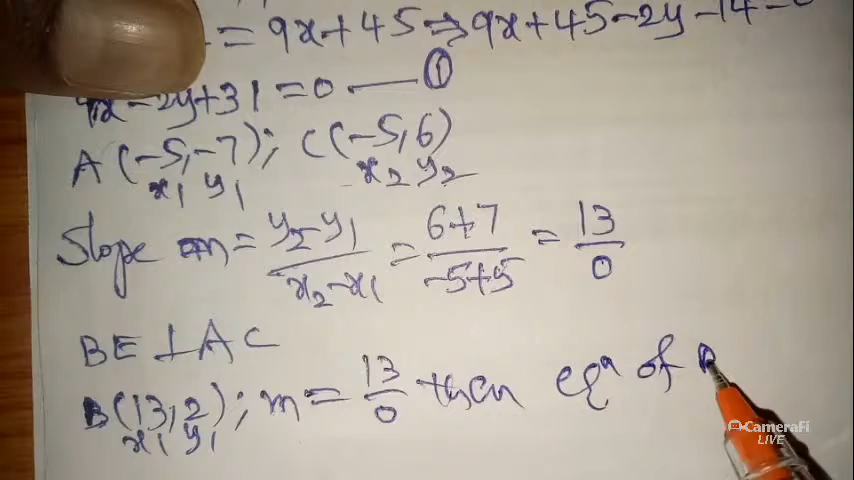 = 9x+45 ⇒ 9x+45-2y-14=0
9x-2y+31=0 — ①
A(-5,-7); C(-5,6)
x₁ y₁ x₂ y₂
Slope m = y₂-y₁ / x₂-x₁ = 6+7 / -5+5 = 13/0
BE ⊥ AC
B(13,2); m = 13/0 then eqⁿ of
x₁ y₁
CameraFi
LIVE